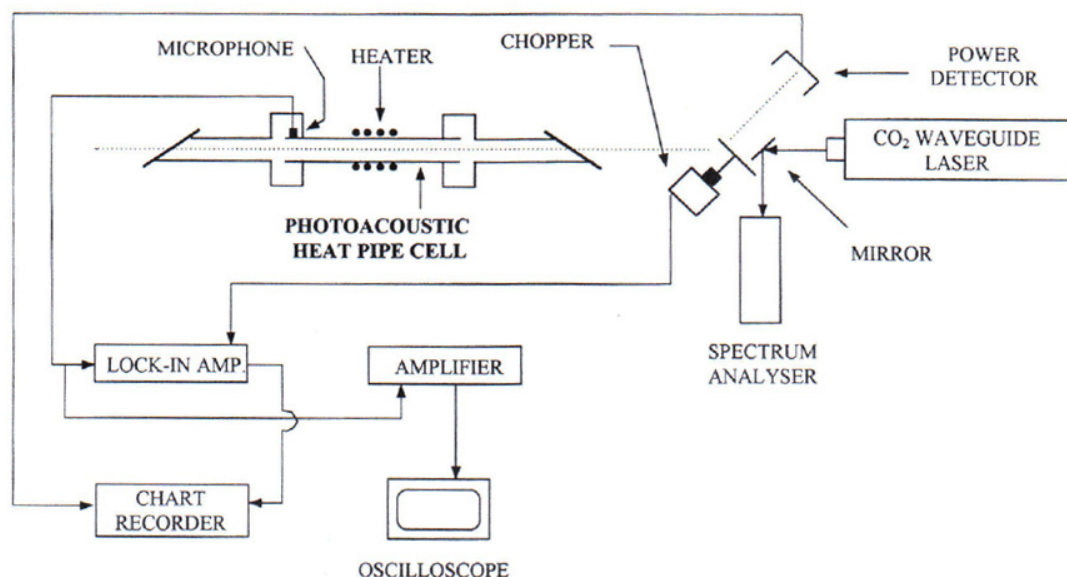 MICROPHONE
HEATER
CHOPPER
POWER
DETECTOR
CO₂ WAVEGUIDE
LASER
PHOTOACOUSTIC
HEAT PIPE CELL
MIRROR
SPECTRUM
ANALYSER
LOCK-IN AMP.
AMPLIFIER
CHART
RECORDER
OSCILLOSCOPE